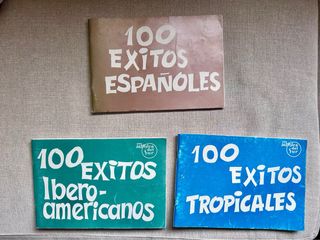 100
EXITOS
ESPAÑOLES
100 EXITOS
Ibero-
americanos
100
EXITOS
TROPICALES